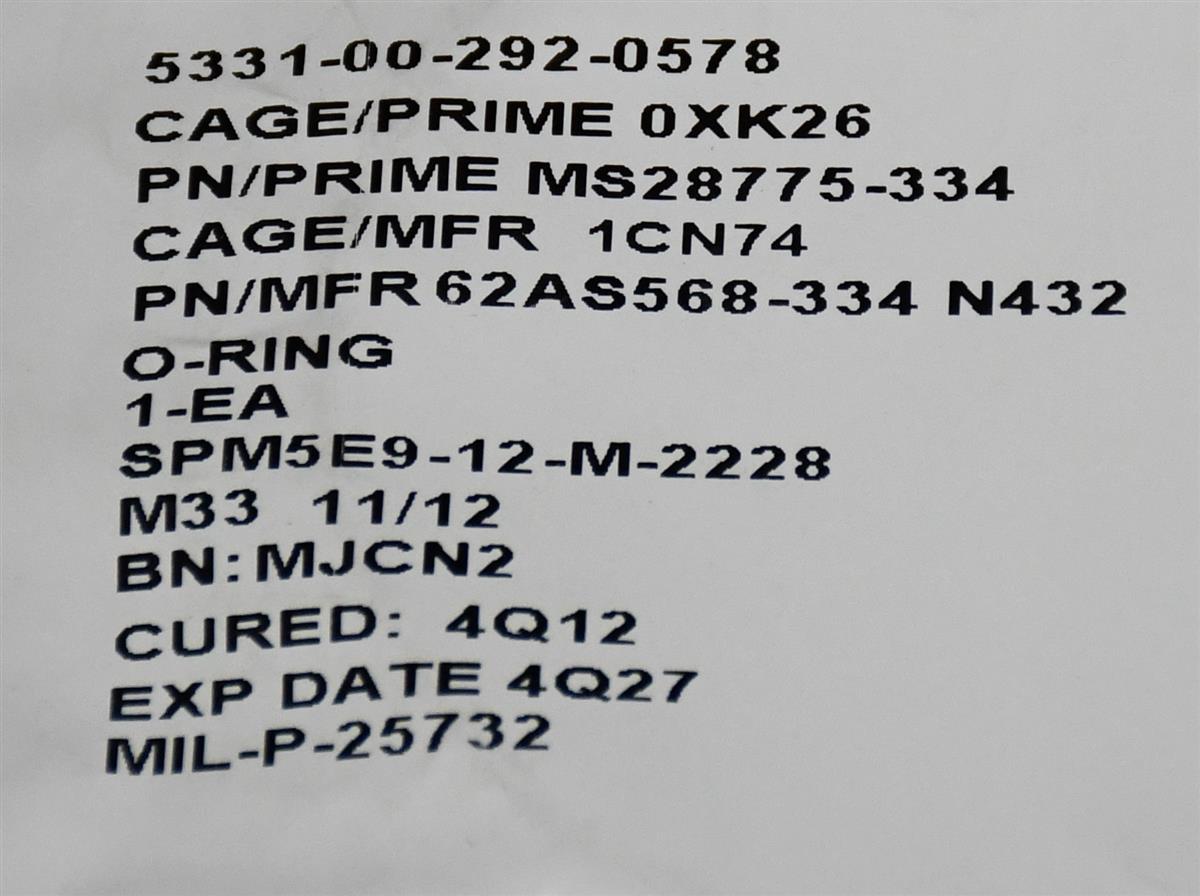 5331-00-292-0578
CAGE/PRIME 0XK26
PN/PRIME MS28775-334
CAGE/MFR 1CN74
PN/MFR 62AS568-334 N432
O-RING
1-EA
SPM5E9-12-M-2228
M33 11/12
BN:MJCN2
CURED: 4Q12
EXP DATE 4Q27
MIL-P-25732